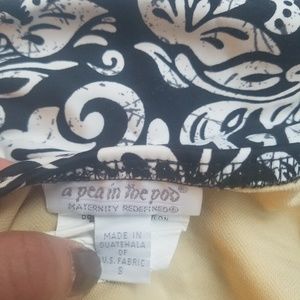 a pea in the pod®
MATERNITY REDEFINED®
MADE IN
GUATEMALA
OF
U.S. FABRIC
S